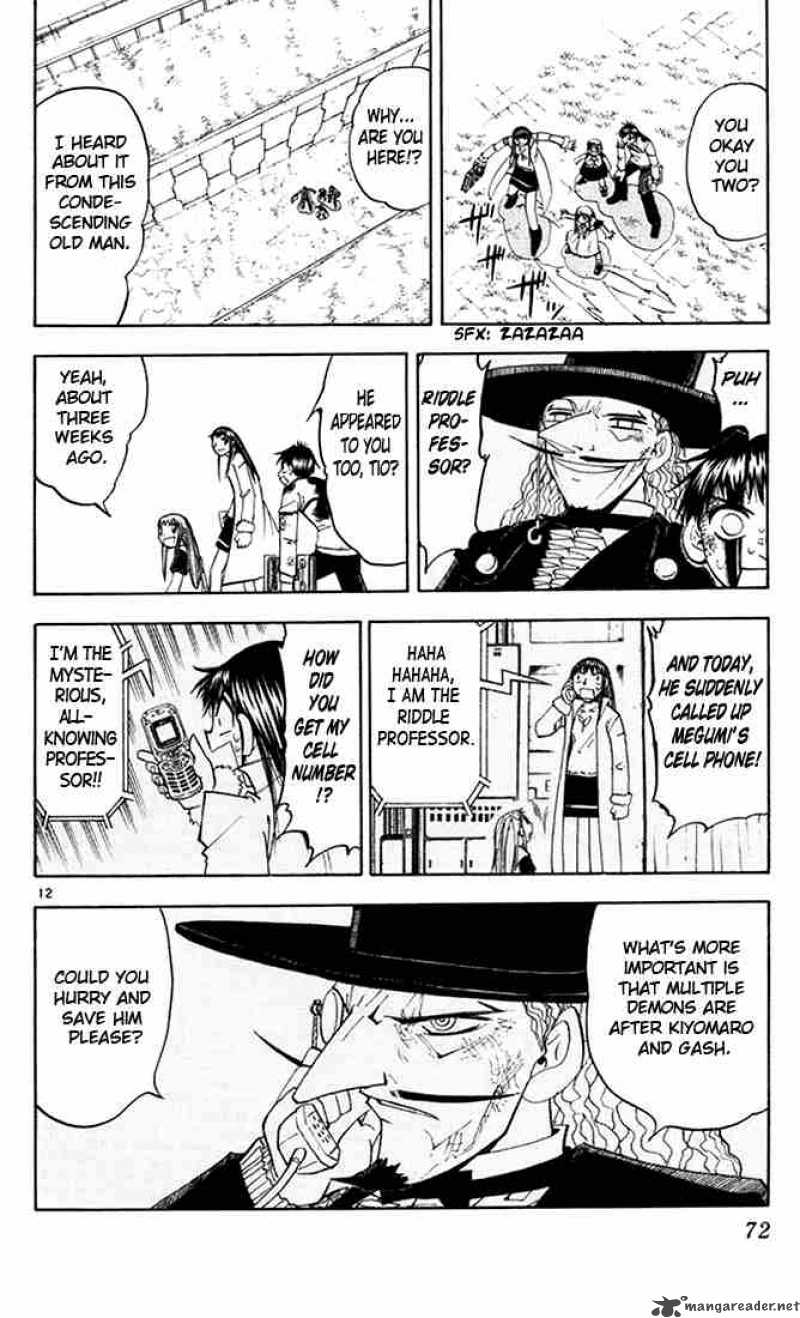 YOU
OKAY
YOU
TWO?
SFX: ZAZAZAA
WHY...
ARE YOU
HERE!?
I HEARD
ABOUT IT
FROM THIS
CONDE-
SCENDING
OLD MAN.
PUH
...
RIDDLE
PRO-
FES-
SOR?
HE
APPEARED
TO YOU
TOO, TIO?
YEAH,
ABOUT
THREE
WEEKS
AGO.
AND TODAY,
HE SUDDENLY
CALLED UP
MEGUMI'S
CELL PHONE!
HAHA
HAHAHA,
I AM THE
RIDDLE
PROFESSOR.
HOW
DID
YOU
GET MY
CELL
NUMBER
!?
I'M THE
MYSTE-
RIOUS,
ALL-
KNOWING
PROFES-
SOR!!
12
WHAT'S MORE
IMPORTANT IS
THAT MULTIPLE
DEMONS ARE
AFTER KIYOMARO
AND GASH.
COULD YOU
HURRY AND
SAVE HIM
PLEASE?
72
mangareader.net